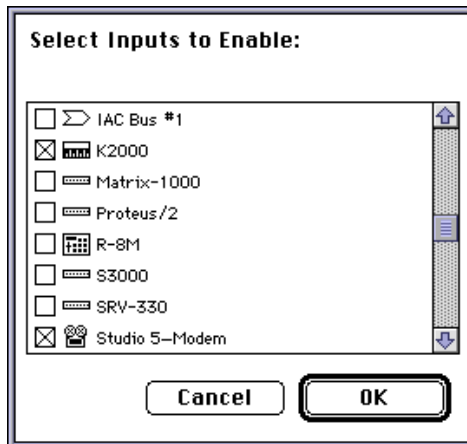 Select Inputs to Enable:
IAC Bus #1
K2000
Matrix-1000
Proteus/2
R-8M
S3000
SRV-330
Studio 5–Modem
Cancel OK